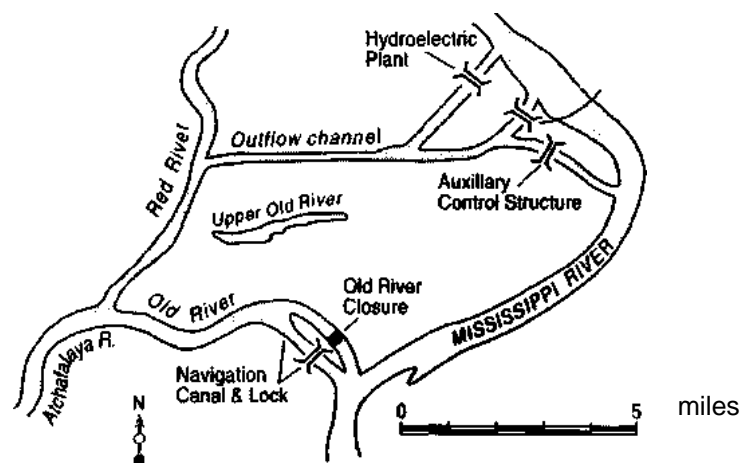 Hydroelectric
Plant
Outflow channel
Red River
Auxillary
Control Structure
Upper Old River
Old River
Old River
Closure
MISSISSIPPI RIVER
Navigation
Canal & Lock
Atchafalaya R.
N
0
5
miles